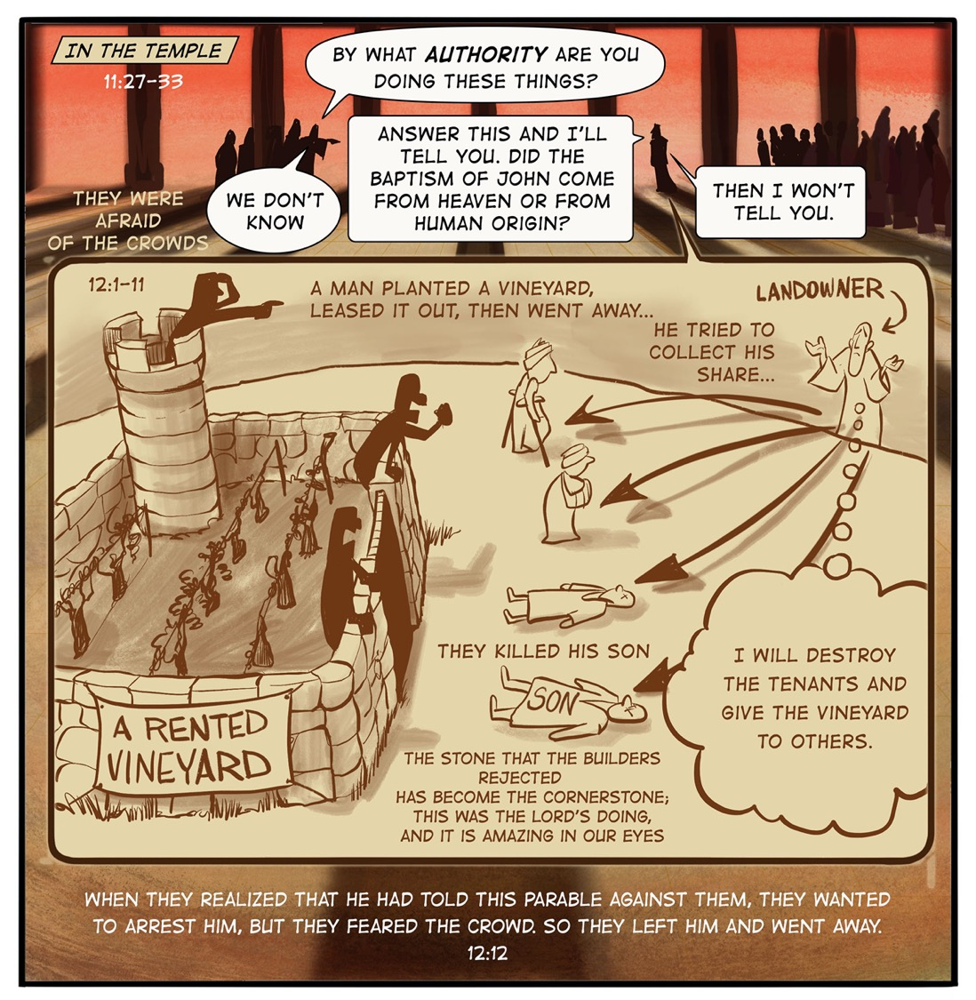 IN THE TEMPLE
11:27-33
BY WHAT AUTHORITY ARE YOU
DOING THESE THINGS?
ANSWER THIS AND I'LL
TELL YOU. DID THE
BAPTISM OF JOHN COME
FROM HEAVEN OR FROM
HUMAN ORIGIN?
WE DON'T
KNOW
THEN I WON'T
TELL YOU.
THEY WERE
AFRAID
OF THE CROWDS
12:1-11
A MAN PLANTED A VINEYARD,
LEASED IT OUT, THEN WENT AWAY...
LANDOWNER
HE TRIED TO
COLLECT HIS
SHARE...
THEY KILLED HIS SON
SON
I WILL DESTROY
THE TENANTS AND
GIVE THE VINEYARD
TO OTHERS.
A RENTED
VINEYARD
THE STONE THAT THE BUILDERS
REJECTED
HAS BECOME THE CORNERSTONE;
THIS WAS THE LORD'S DOING,
AND IT IS AMAZING IN OUR EYES
WHEN THEY REALIZED THAT HE HAD TOLD THIS PARABLE AGAINST THEM, THEY WANTED
TO ARREST HIM, BUT THEY FEARED THE CROWD. SO THEY LEFT HIM AND WENT AWAY.
12:12